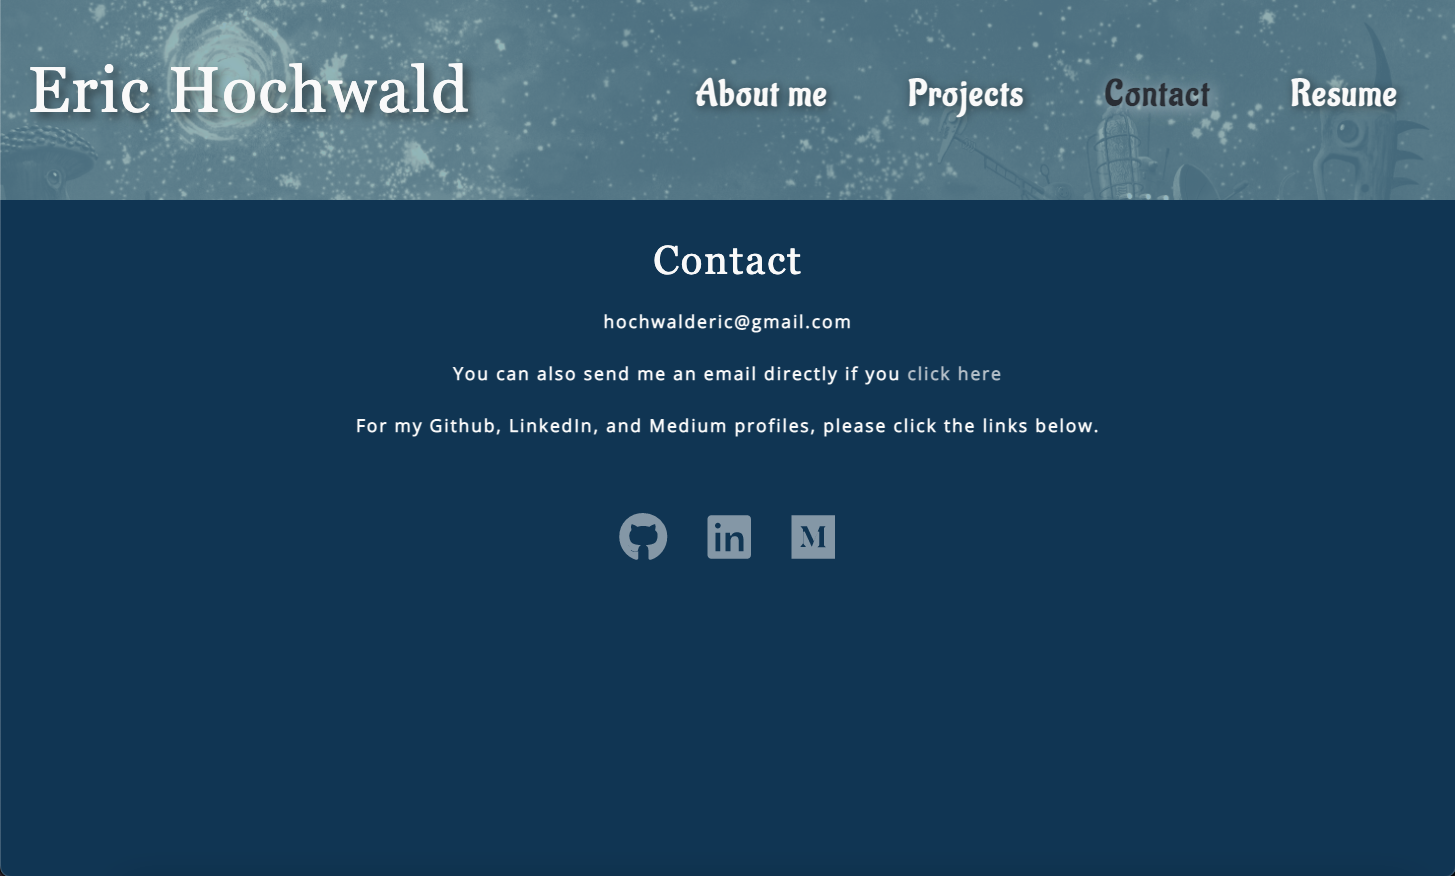 Eric Hochwald
About me
Projects
Contact
Resume
Contact
hochwalderic@gmail.com
You can also send me an email directly if you click here
For my Github, LinkedIn, and Medium profiles, please click the links below.
in
M